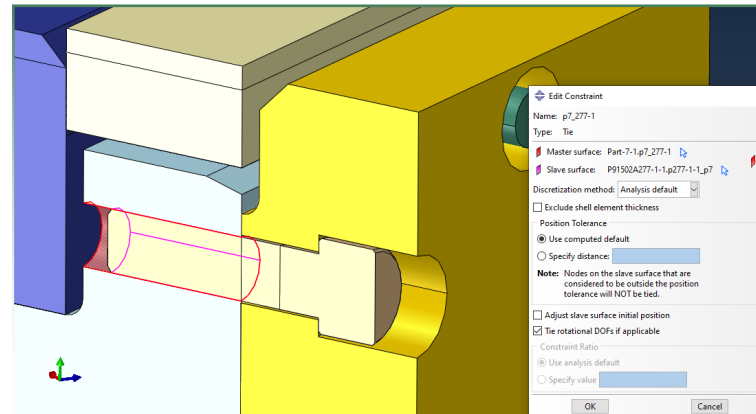 Edit Constraint
Name: p7_277-1
Type: Tie
Master surface: Part-7-1.p7_277-1
Slave surface: P91502A277-1-1.p277-1-1_p7
Discretization method: Analysis default
Exclude shell element thickness
Position Tolerance
Use computed default
Specify distance:
Note: Nodes on the slave surface that are
considered to be outside the position
tolerance will NOT be tied.
Adjust slave surface initial position
Tie rotational DOFs if applicable
Constraint Ratio
Use analysis default
Specify value
OK Cancel